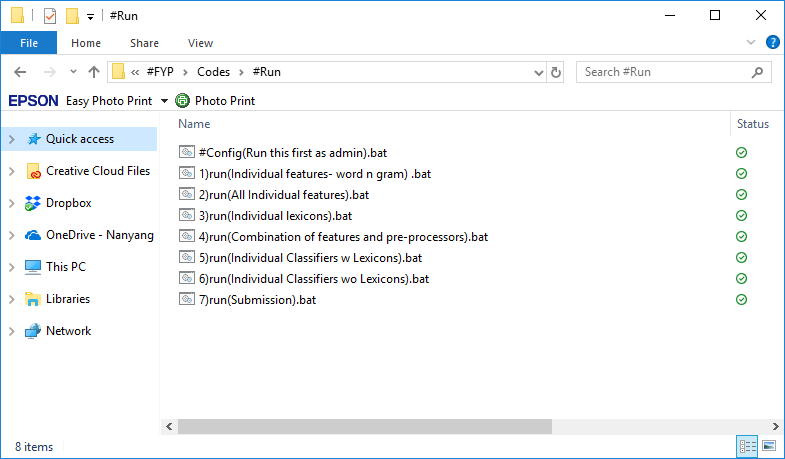 #Run
File Home Share View
« #FYP › Codes › #Run Search #Run
EPSON Easy Photo Print Photo Print
Name Status
Quick access
Creative Cloud Files
Dropbox
OneDrive - Nanyang
This PC
Libraries
Network
#Config(Run this first as admin).bat
1)run(Individual features- word n gram) .bat
2)run(All Individual features).bat
3)run(Individual lexicons).bat
4)run(Combination of features and pre-processors).bat
5)run(Individual Classifiers w Lexicons).bat
6)run(Individual Classifiers wo Lexicons).bat
7)run(Submission).bat
8 items